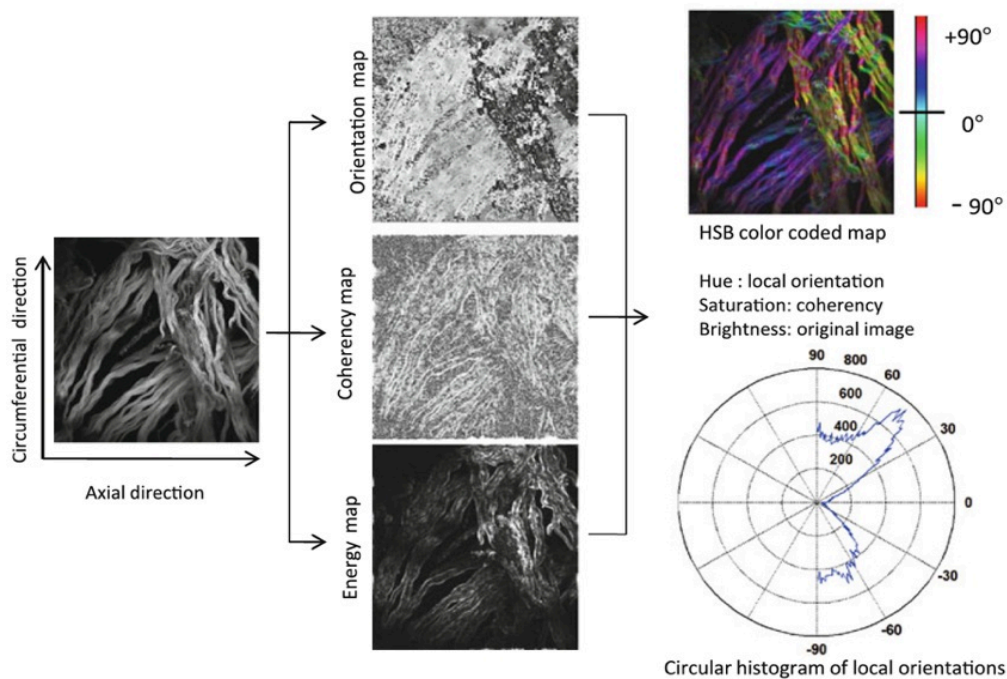 Circumferential direction
Axial direction
Orientation map
Coherency map
Energy map
+90°
0°
- 90°
HSB color coded map
Hue : local orientation
Saturation: coherency
Brightness: original image
90
800
60
600
400
30
200
0
-30
-60
-90
Circular histogram of local orientations